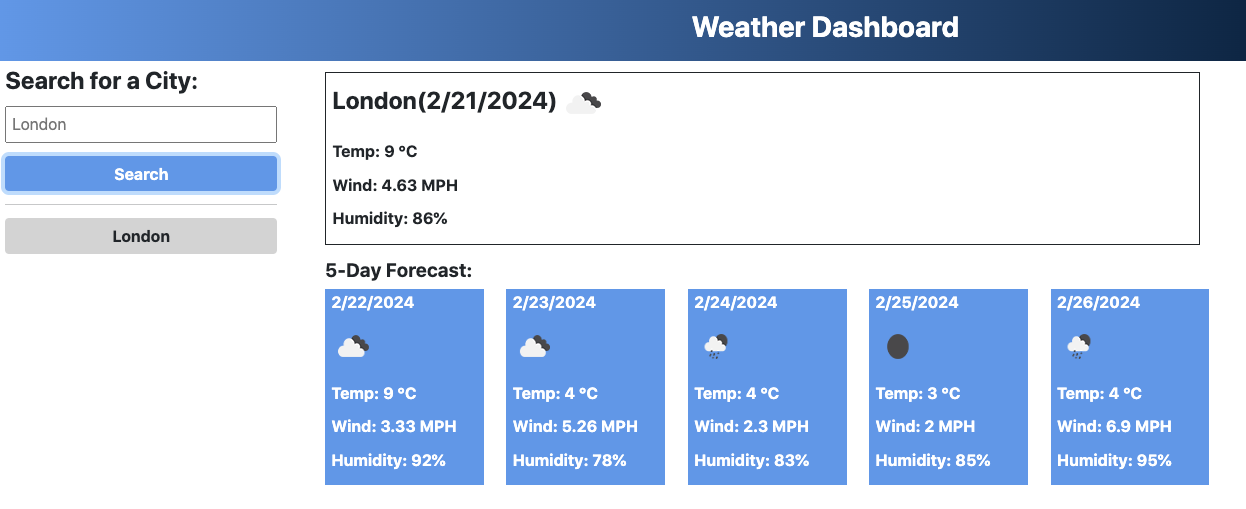 Weather Dashboard
Search for a City:
London
Search
London
London(2/21/2024)
Temp: 9 °C
Wind: 4.63 MPH
Humidity: 86%
5-Day Forecast:
2/22/2024
Temp: 9 °C
Wind: 3.33 MPH
Humidity: 92%
2/23/2024
Temp: 4 °C
Wind: 5.26 MPH
Humidity: 78%
2/24/2024
Temp: 4 °C
Wind: 2.3 MPH
Humidity: 83%
2/25/2024
Temp: 3 °C
Wind: 2 MPH
Humidity: 85%
2/26/2024
Temp: 4 °C
Wind: 6.9 MPH
Humidity: 95%